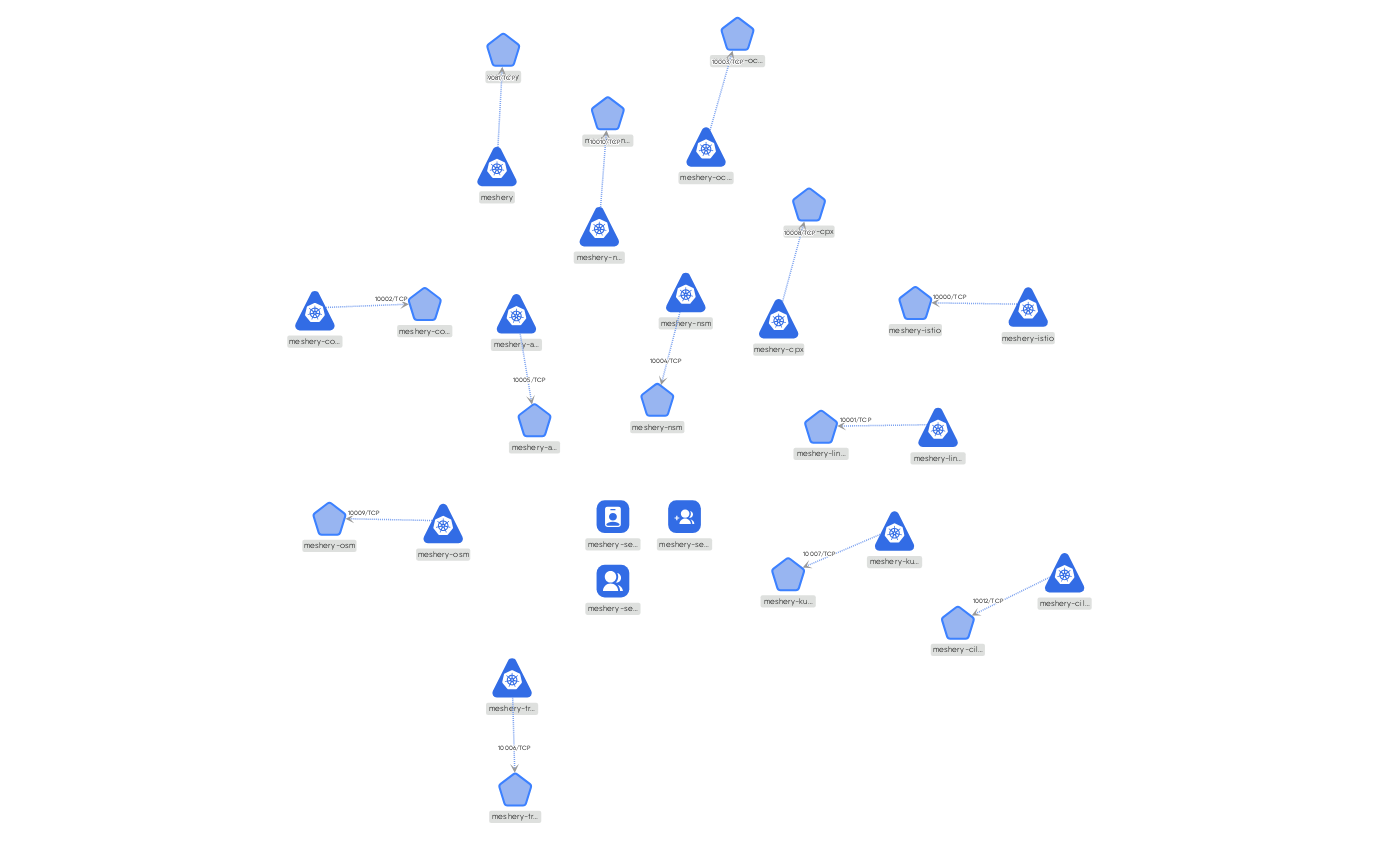 10003/TCP-oc...
9081/TCP
10010/TCP n...
meshery-oc...
meshery
10008/TCP-cpx
meshery-n...
10002/TCP
10000/TCP
meshery-nsm
meshery-co...
meshery-co...
meshery-istio
meshery-istio
meshery-a...
meshery-cpx
10004/TCP
10005/TCP
10001/TCP
meshery-nsm
meshery-a...
meshery-lin...
meshery-lin...
10009/TCP
meshery-osm
meshery-osm
meshery-se...
meshery-se...
10007/TCP
meshery-ku...
meshery-ku...
meshery-se...
10012/TCP
meshery-cil...
meshery-cil...
meshery-tr...
10006/TCP
meshery-tr...